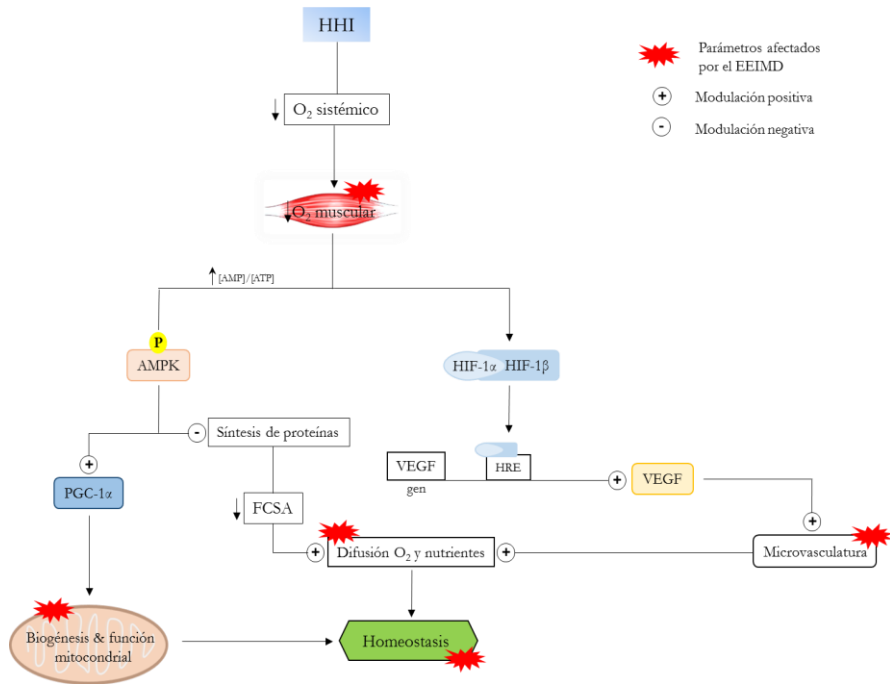 HHI
Parámetros afectados
por el EEIMD
+ Modulación positiva
- Modulación negativa
↓ O₂ sistémico
↓ O₂ muscular
↑ [AMP]/[ATP]
P
AMPK
HIF-1α HIF-1β
- Síntesis de proteínas
+
PGC-1α
VEGF
gen
HRE
+ VEGF
↓ FCSA
+
+ Difusión O₂ y nutrientes +
Microvasculatura
Biogénesis & función
mitocondrial
Homeostasis